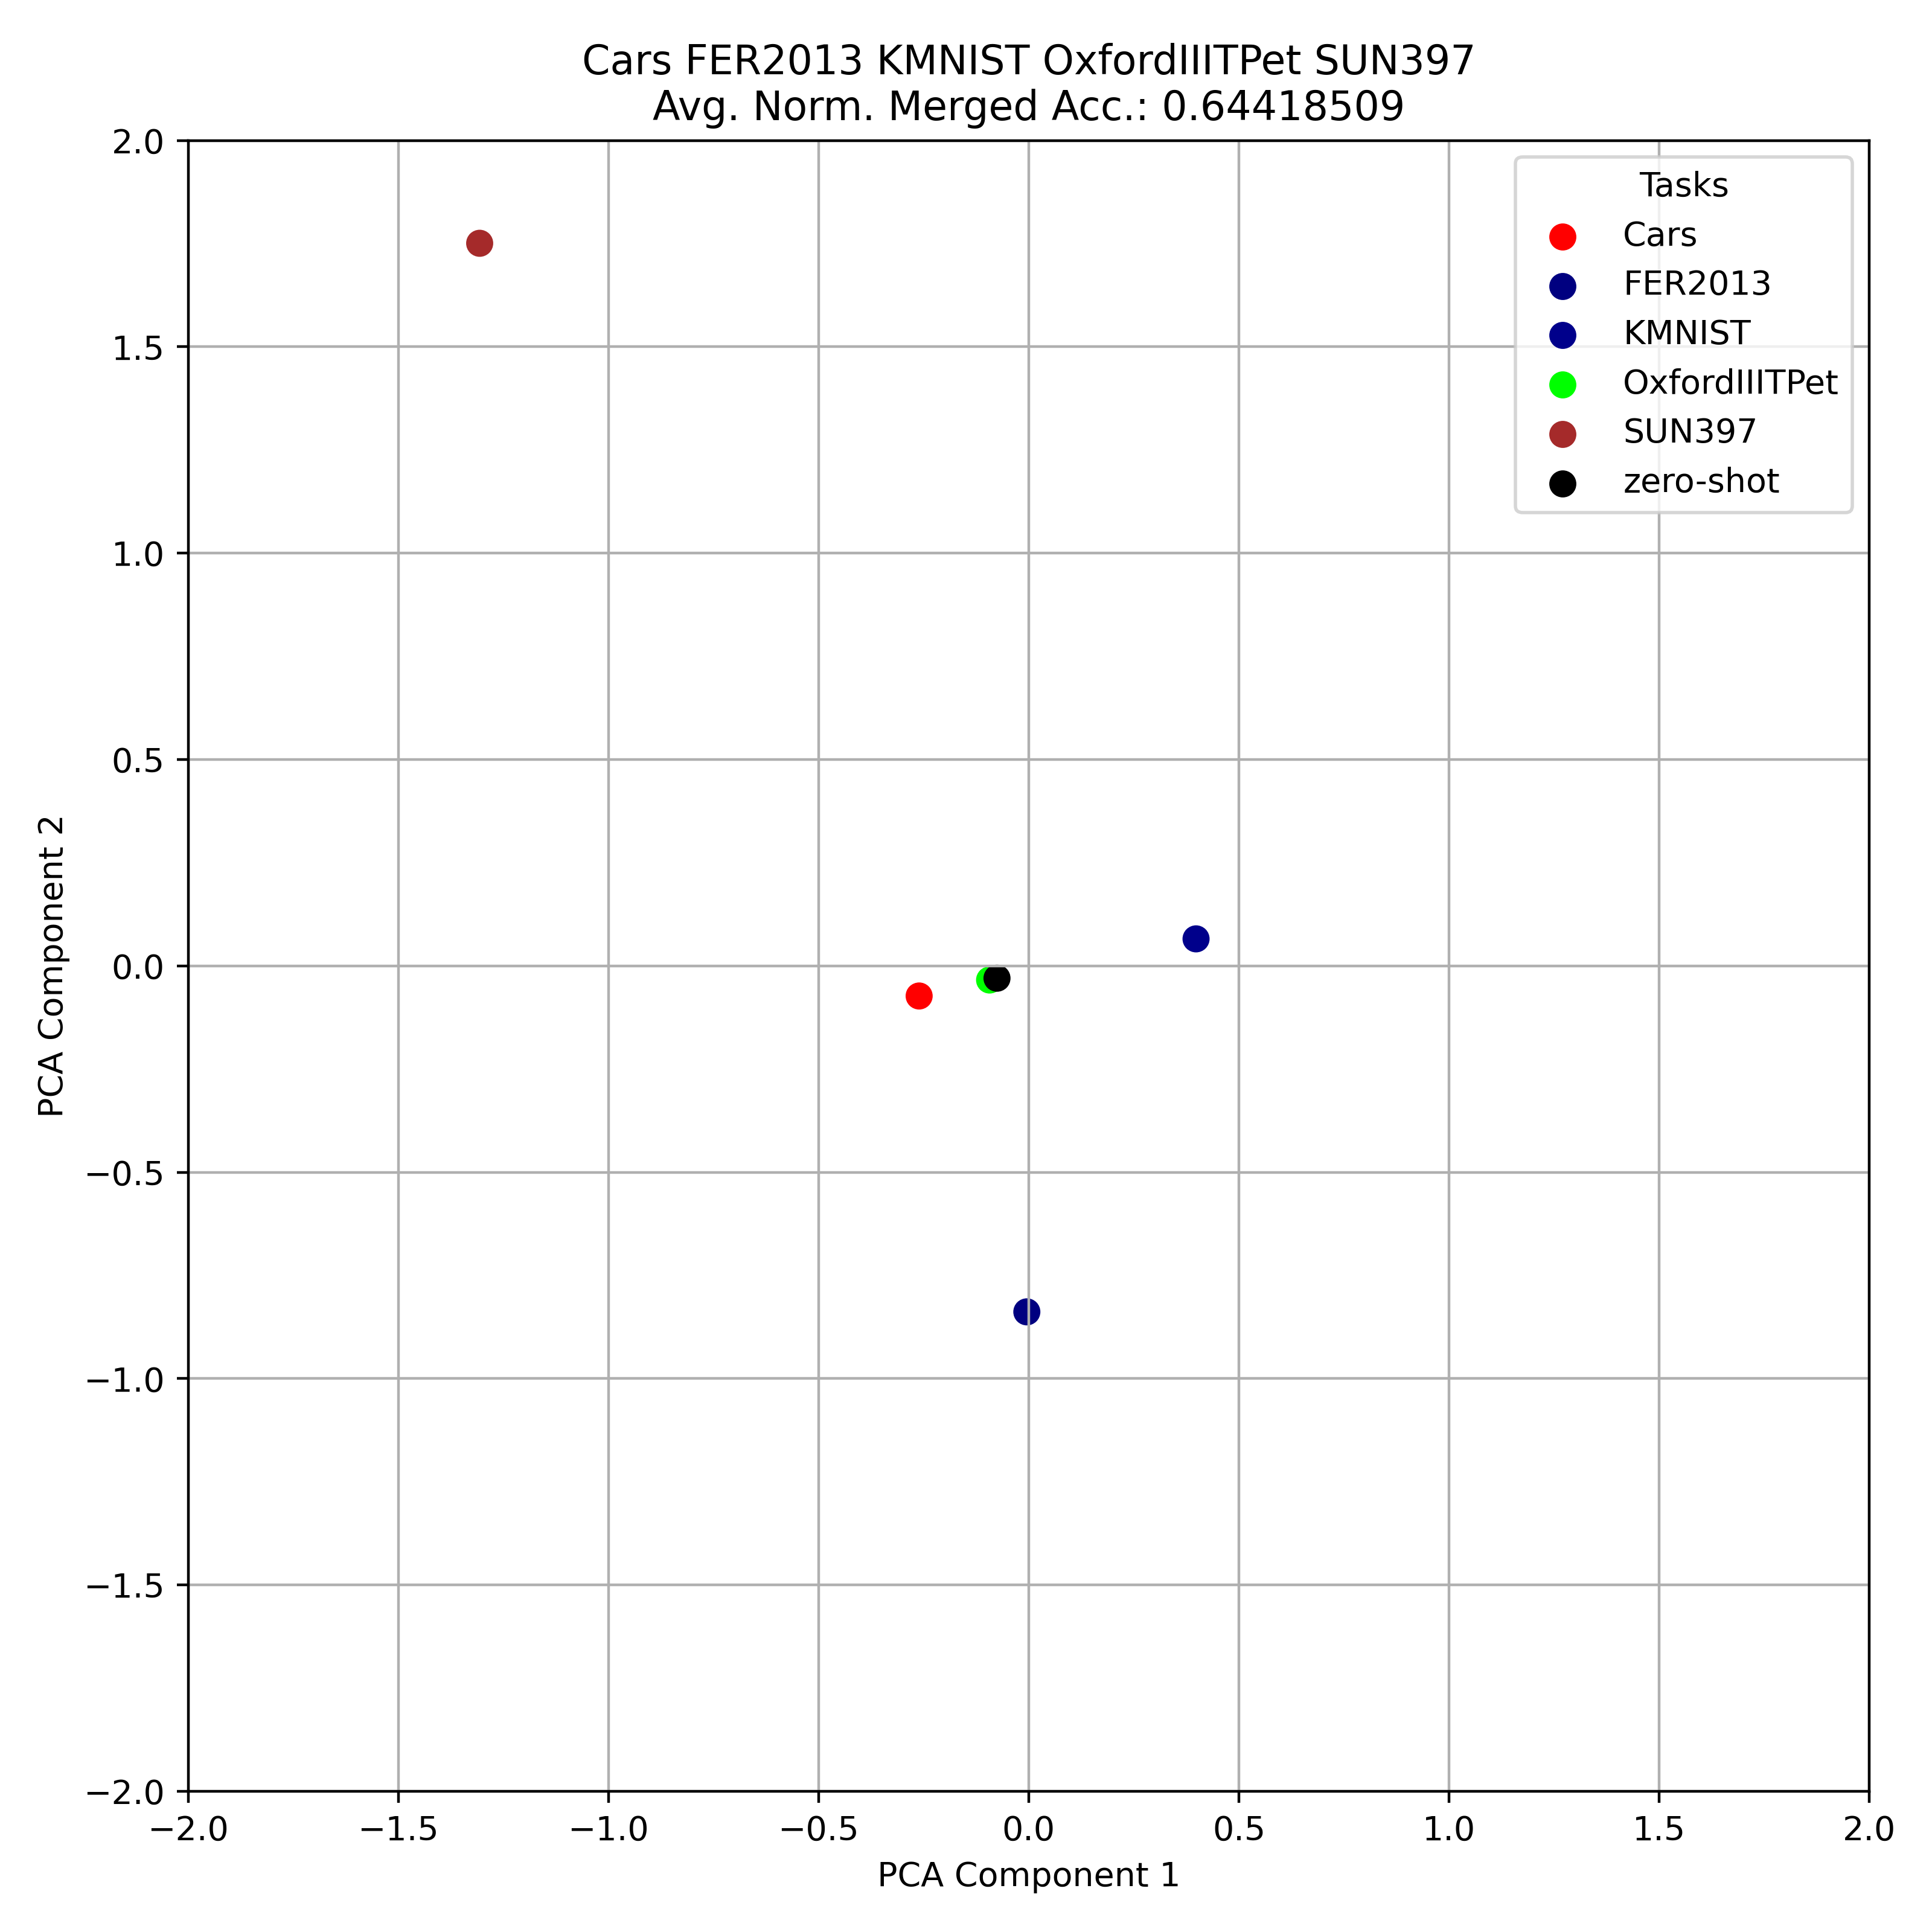 Cars FER2013 KMNIST OxfordIIITPet SUN397
Avg. Norm. Merged Acc.: 0.64418509
Tasks
Cars
FER2013
KMNIST
OxfordIIITPet
SUN397
zero-shot
2.0
1.5
1.0
0.5
0.0
−0.5
−1.0
−1.5
−2.0
PCA Component 2
−2.0 −1.5 −1.0 −0.5 0.0 0.5 1.0 1.5 2.0
PCA Component 1